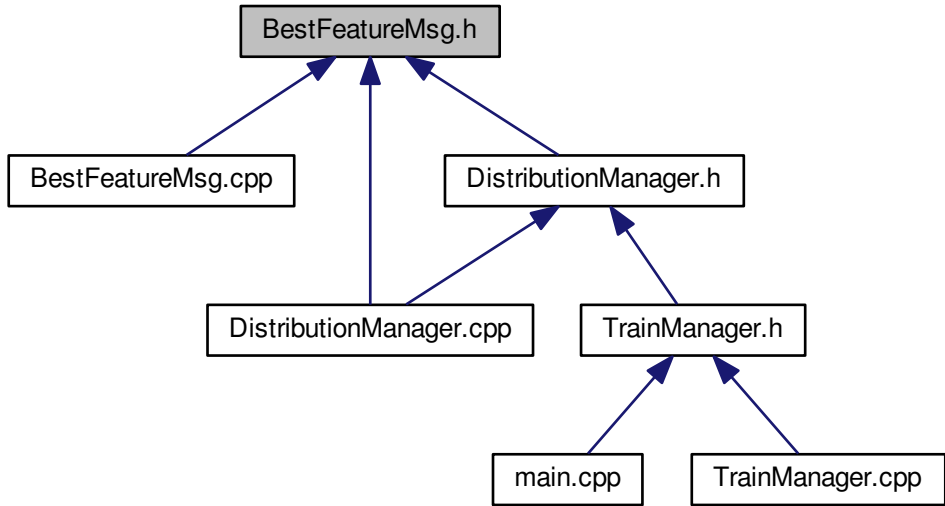 BestFeatureMsg.h
BestFeatureMsg.cpp
DistributionManager.h
DistributionManager.cpp
TrainManager.h
main.cpp
TrainManager.cpp